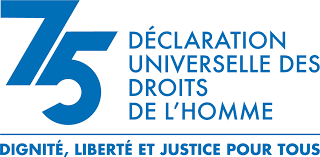 75
DÉCLARATION
UNIVERSELLE DES
DROITS
DE L'HOMME
DIGNITÉ, LIBERTÉ ET JUSTICE POUR TOUS